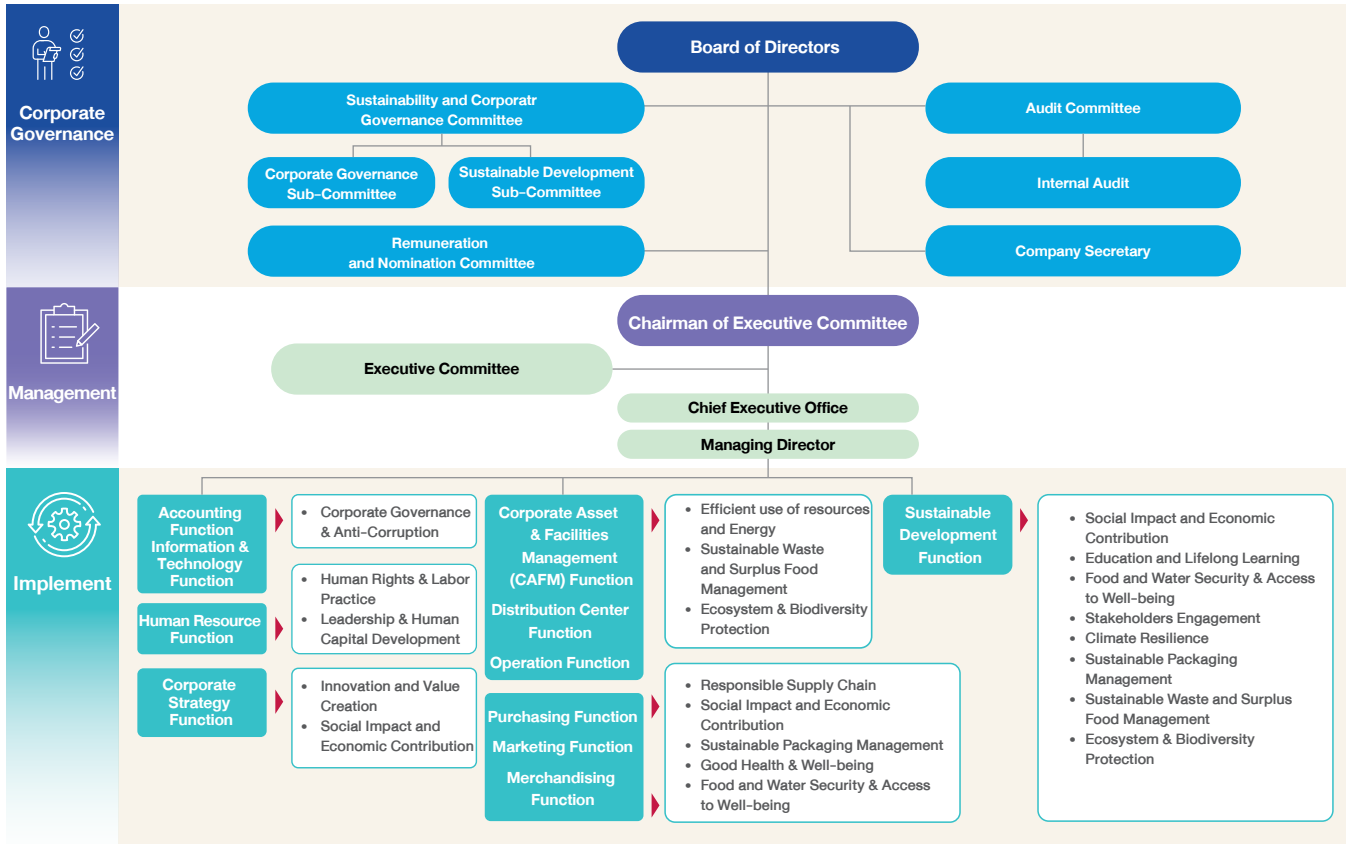 Corporate
Governance
Board of Directors
Sustainability and Corporatr
Governance Committee
Audit Committee
Corporate Governance
Sub-Committee
Sustainable Development
Sub-Committee
Internal Audit
Remuneration
and Nomination Committee
Company Secretary
Management
Chairman of Executive Committee
Executive Committee
Chief Executive Office
Managing Director
Implement
Accounting
Function
Information &
Technology
Function
• Corporate Governance
& Anti-Corruption
Human Resource
Function
• Human Rights & Labor
Practice
• Leadership & Human
Capital Development
Corporate
Strategy
Function
• Innovation and Value
Creation
• Social Impact and
Economic Contribution
Corporate Asset
& Facilities
Management
(CAFM) Function
Distribution Center
Function
Operation Function
• Efficient use of resources
and Energy
• Sustainable Waste
and Surplus Food
Management
• Ecosystem & Biodiversity
Protection
Purchasing Function
Marketing Function
Merchandising
Function
• Responsible Supply Chain
• Social Impact and Economic
Contribution
• Sustainable Packaging Management
• Good Health & Well-being
• Food and Water Security & Access
to Well-being
Sustainable
Development
Function
• Social Impact and Economic
Contribution
• Education and Lifelong Learning
• Food and Water Security & Access
to Well-being
• Stakeholders Engagement
• Climate Resilience
• Sustainable Packaging
Management
• Sustainable Waste and Surplus
Food Management
• Ecosystem & Biodiversity
Protection